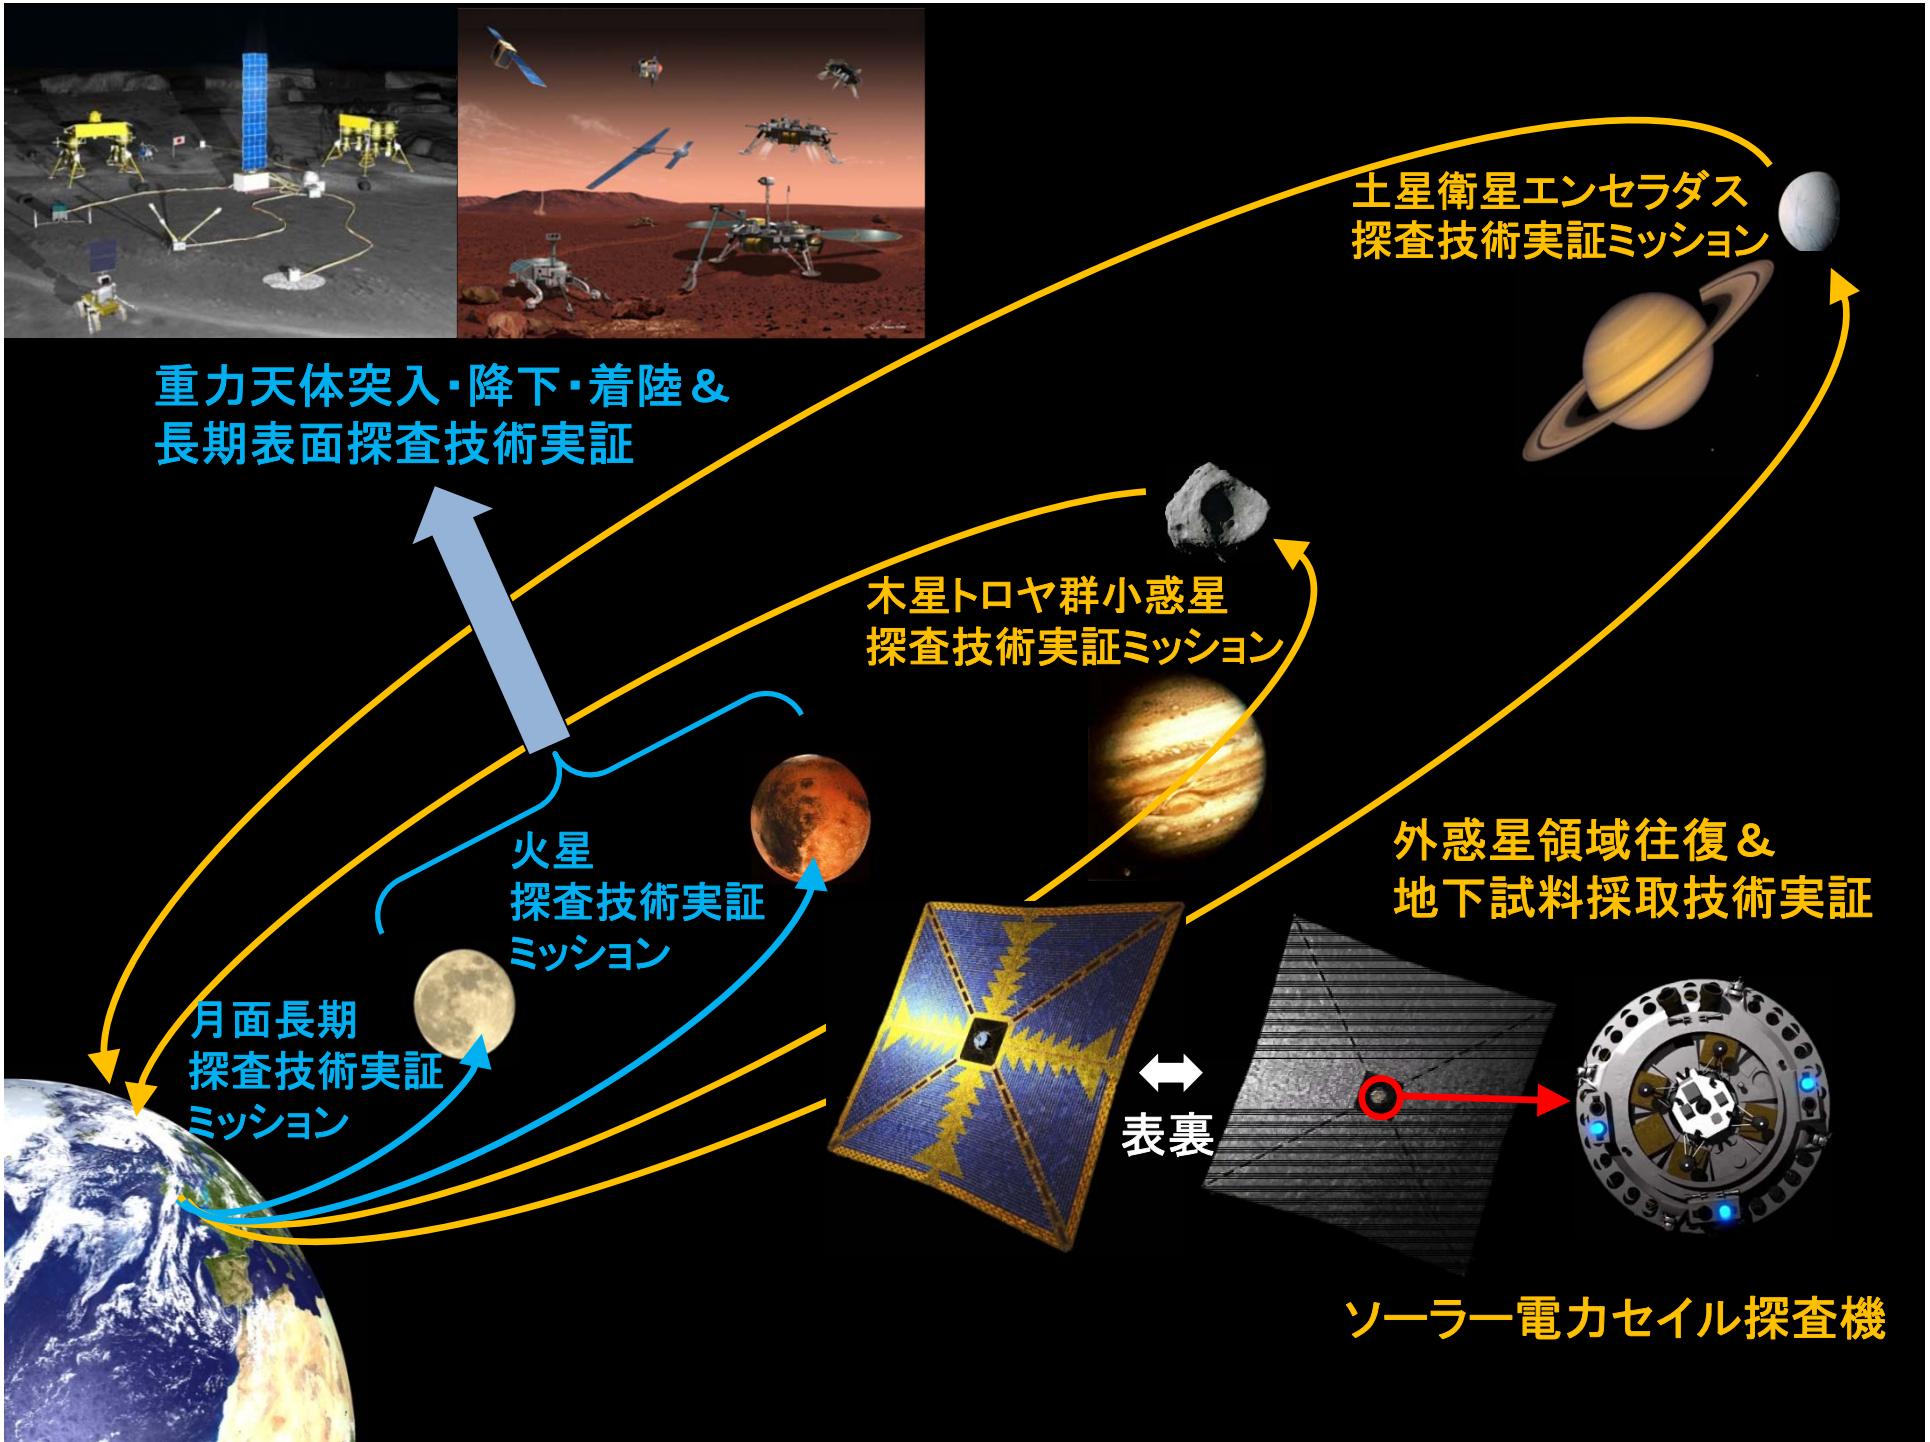 土星衛星エンセラダス
探査技術実証ミッション
重力天体突入・降下・着陸＆
長期表面探査技術実証
木星トロヤ群小惑星
探査技術実証ミッション
火星
探査技術実証
ミッション
外惑星領域往復＆
地下試料採取技術実証
月面長期
探査技術実証
ミッション
表裏
ソーラー電力セイル探査機